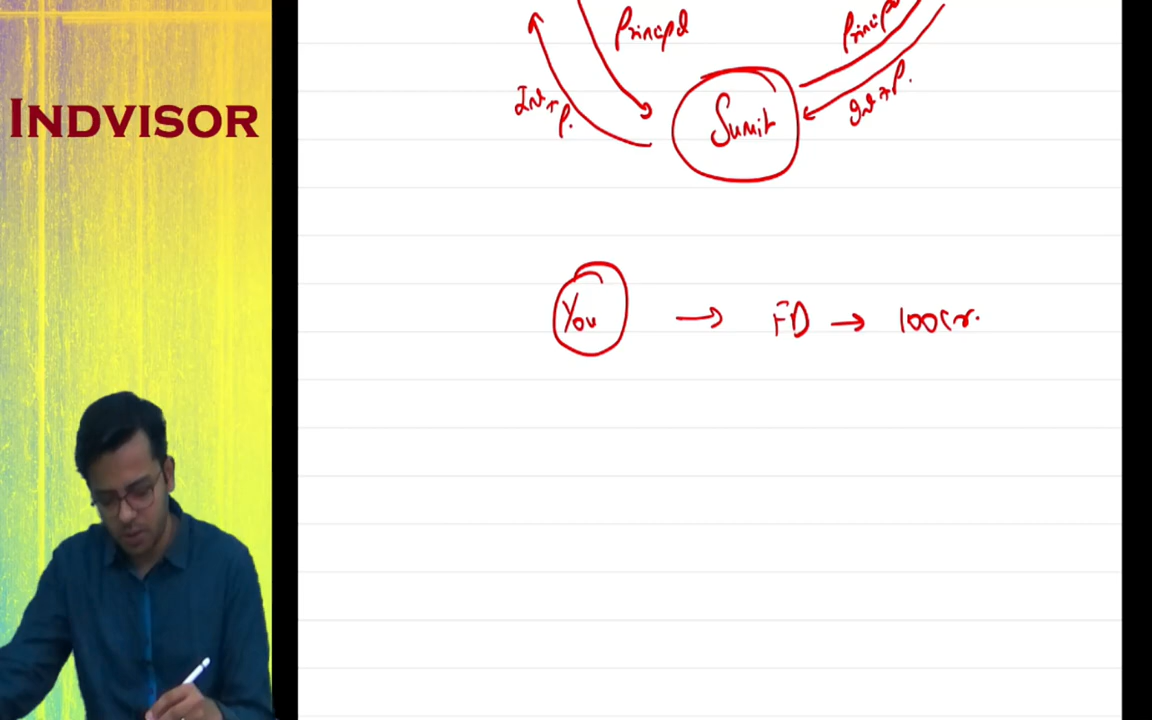 INDVISOR
Principal
Principal
Int + P.
Int + P.
Sumit
You → FD → 100Cr.